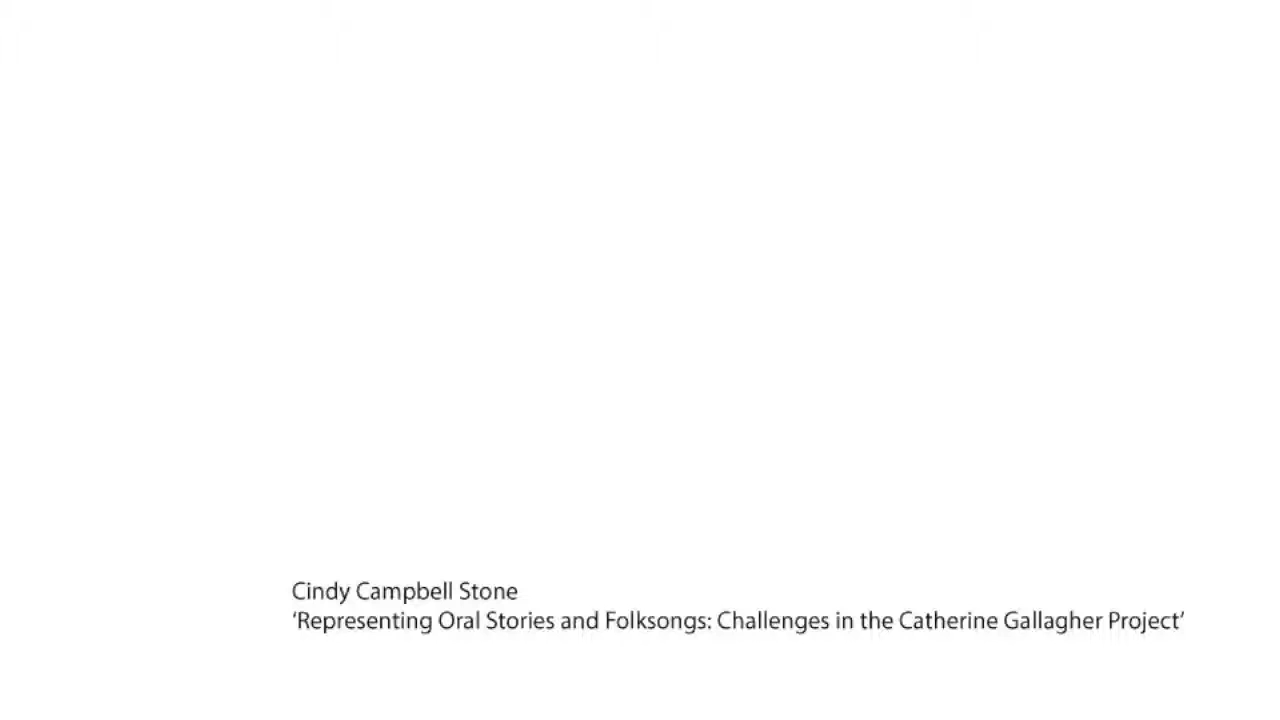 Cindy Campbell Stone
‘Representing Oral Stories and Folksongs: Challenges in the Catherine Gallagher Project’